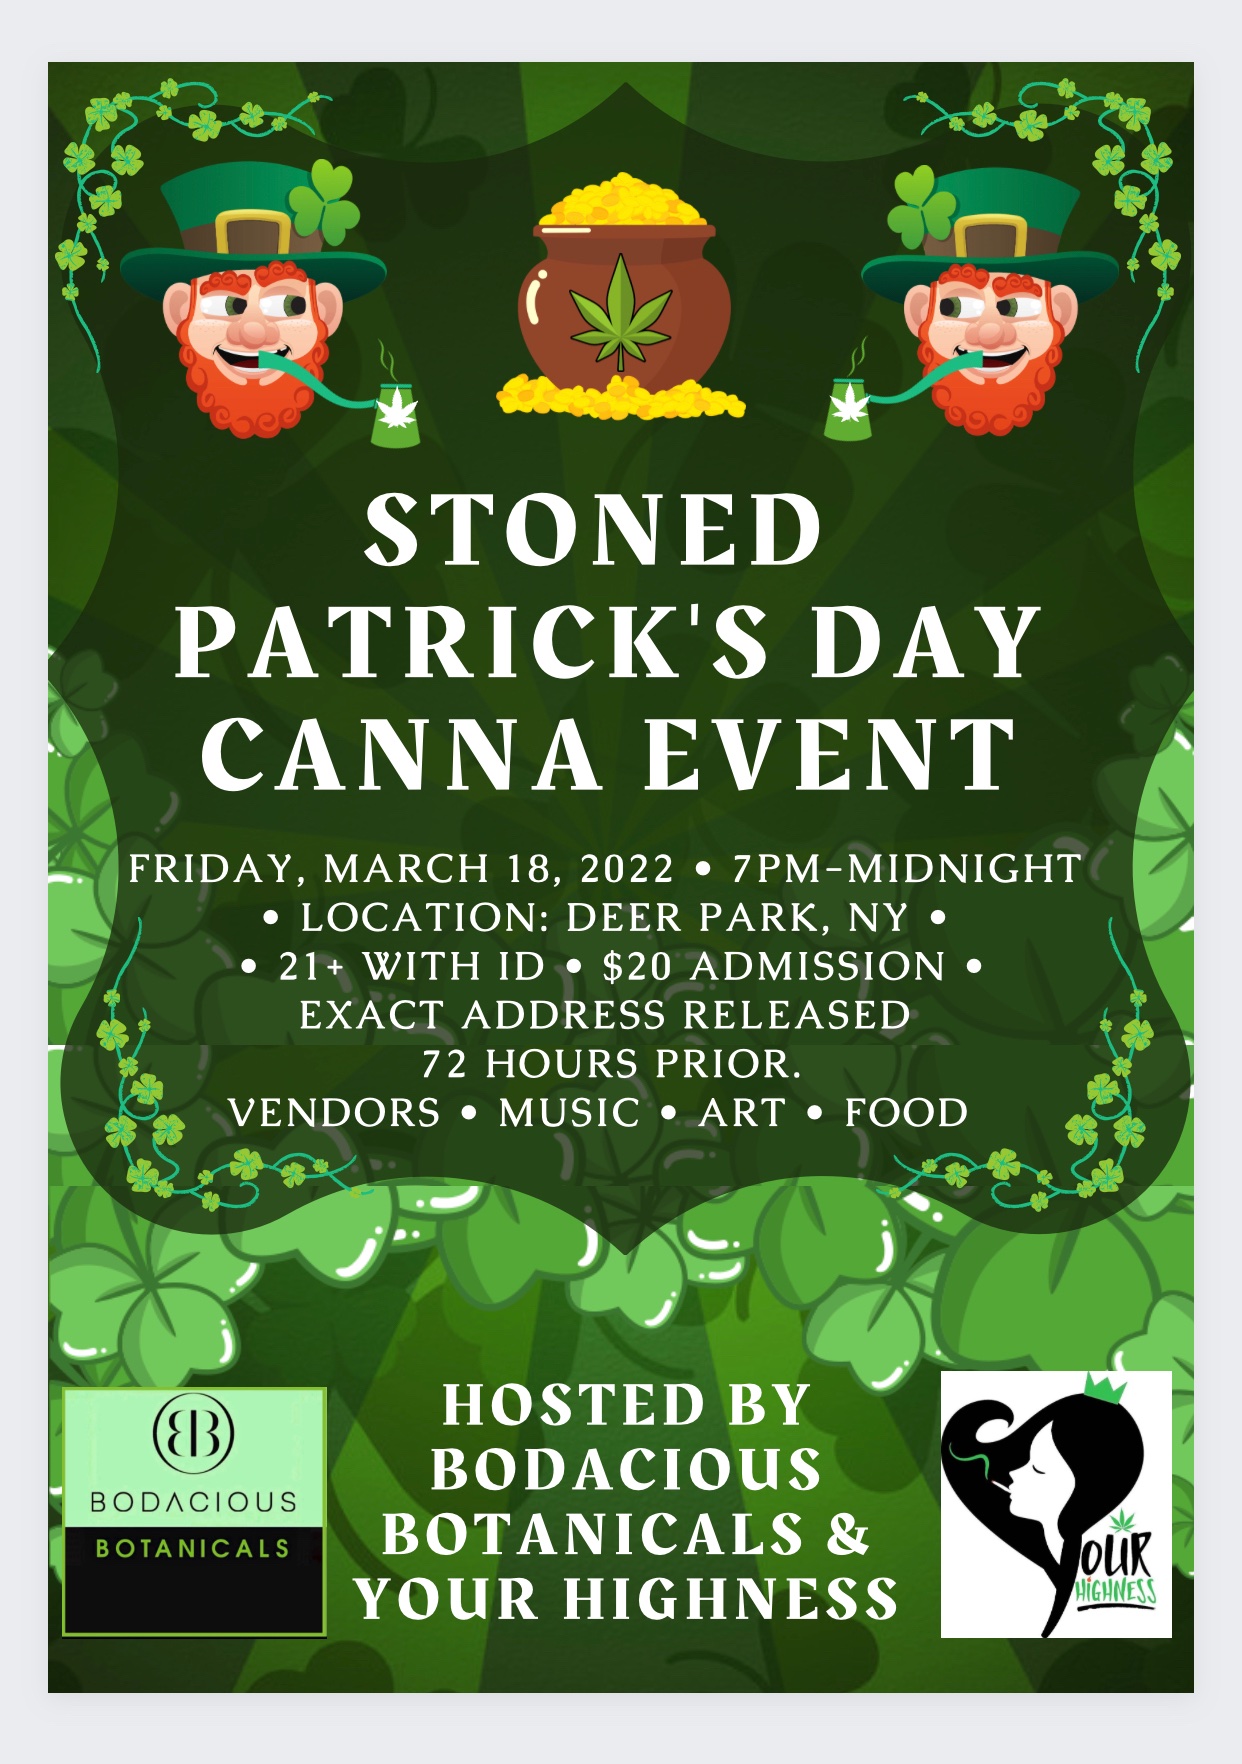 STONED
PATRICK'S DAY
CANNA EVENT
FRIDAY, MARCH 18, 2022 • 7PM-MIDNIGHT
• LOCATION: DEER PARK, NY •
• 21+ WITH ID • $20 ADMISSION •
EXACT ADDRESS RELEASED
72 HOURS PRIOR.
VENDORS • MUSIC • ART • FOOD
HOSTED BY
BODACIOUS
BOTANICALS &
YOUR HIGHNESS
BB
BODACIOUS
BOTANICALS
YOUR
HIGHNESS